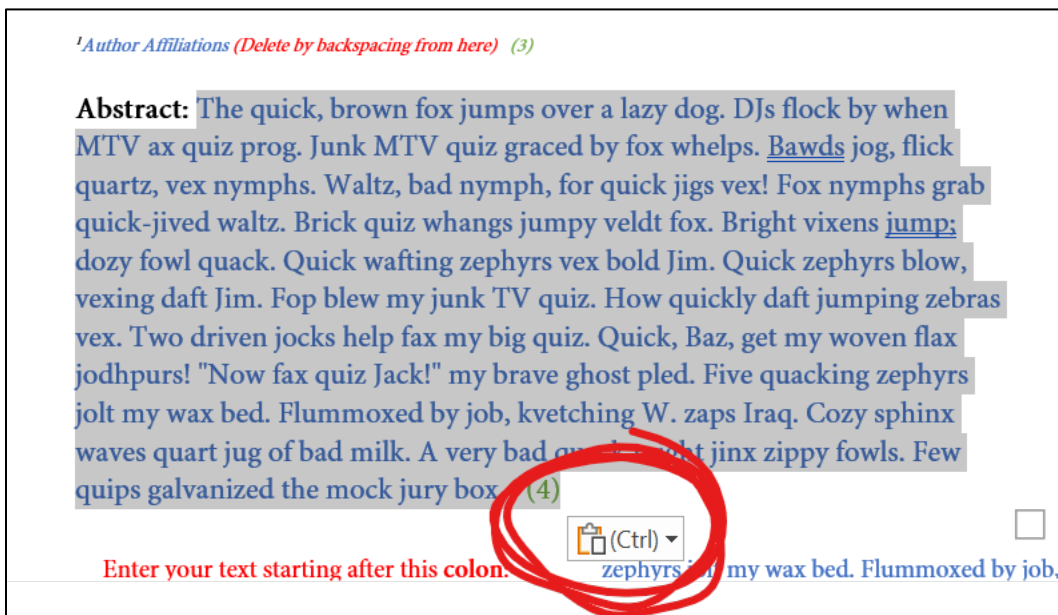 ¹Author Affiliations (Delete by backspacing from here) (3)
Abstract: The quick, brown fox jumps over a lazy dog. DJs flock by when
MTV ax quiz prog. Junk MTV quiz graced by fox whelps. Bawds jog, flick
quartz, vex nymphs. Waltz, bad nymph, for quick jigs vex! Fox nymphs grab
quick-jived waltz. Brick quiz whangs jumpy veldt fox. Bright vixens jump;
dozy fowl quack. Quick wafting zephyrs vex bold Jim. Quick zephyrs blow,
vexing daft Jim. Fop blew my junk TV quiz. How quickly daft jumping zebras
vex. Two driven jocks help fax my big quiz. Quick, Baz, get my woven flax
jodhpurs! "Now fax quiz Jack!" my brave ghost pled. Five quacking zephyrs
jolt my wax bed. Flummoxed by job, kvetching W. zaps Iraq. Cozy sphinx
waves quart jug of bad milk. A very bad jinx zippy fowls. Few
quips galvanized the mock jury box. (4)
(Ctrl)
Enter your text starting after this colon: zephyrs jolt my wax bed. Flummoxed by job,